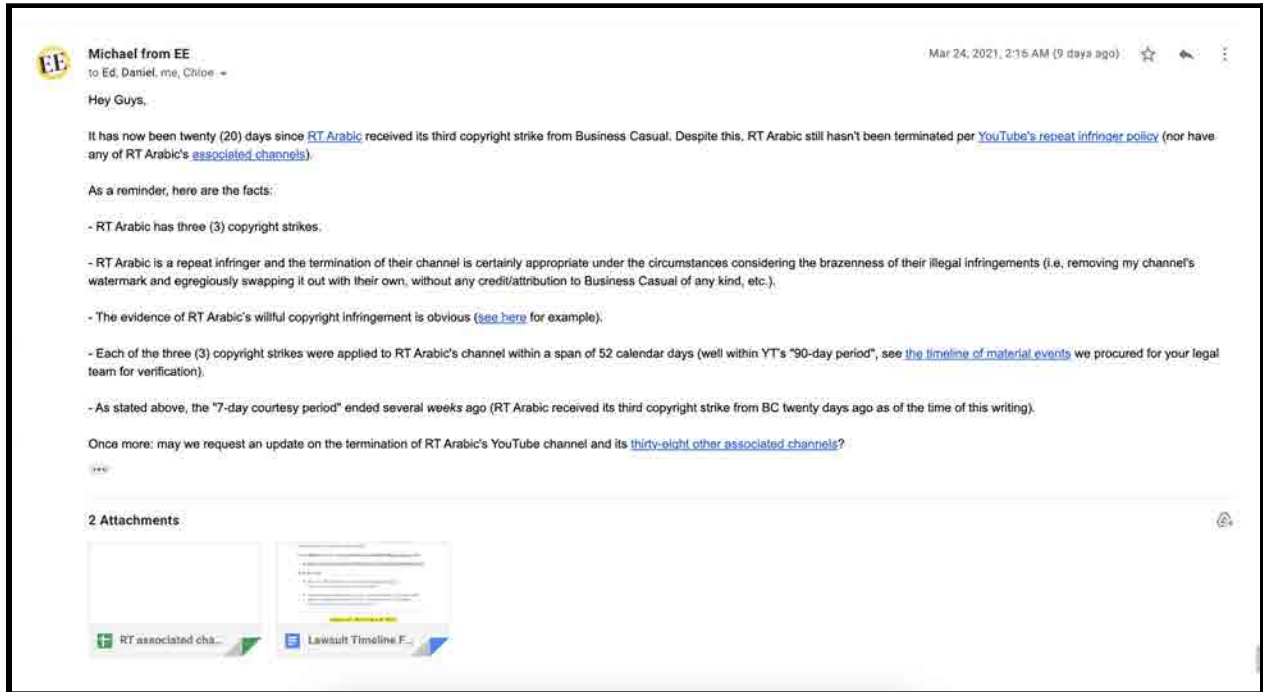 EE
Michael from EE
Mar 24, 2021, 2:16 AM (9 days ago)
to Ed, Daniel, me, Chloe
Hey Guys,
It has now been twenty (20) days since RT Arabic received its third copyright strike from Business Casual. Despite this, RT Arabic still hasn't been terminated per YouTube's repeat infringer policy (nor have
any of RT Arabic's associated channels).
As a reminder, here are the facts:
- RT Arabic has three (3) copyright strikes.
- RT Arabic is a repeat infringer and the termination of their channel is certainly appropriate under the circumstances considering the brazenness of their illegal infringements (i.e, removing my channel's
watermark and egregiously swapping it out with their own, without any credit/attribution to Business Casual of any kind, etc.).
- The evidence of RT Arabic's willful copyright infringement is obvious (see here for example).
- Each of the three (3) copyright strikes were applied to RT Arabic's channel within a span of 52 calendar days (well within YT's "90-day period", see the timeline of material events we procured for your legal
team for verification).
- As stated above, the "7-day courtesy period" ended several weeks ago (RT Arabic received its third copyright strike from BC twenty days ago as of the time of this writing).
Once more: may we request an update on the termination of RT Arabic's YouTube channel and its thirty-eight other associated channels?
2 Attachments
RT associated cha...
Lawsuit Timeline F...